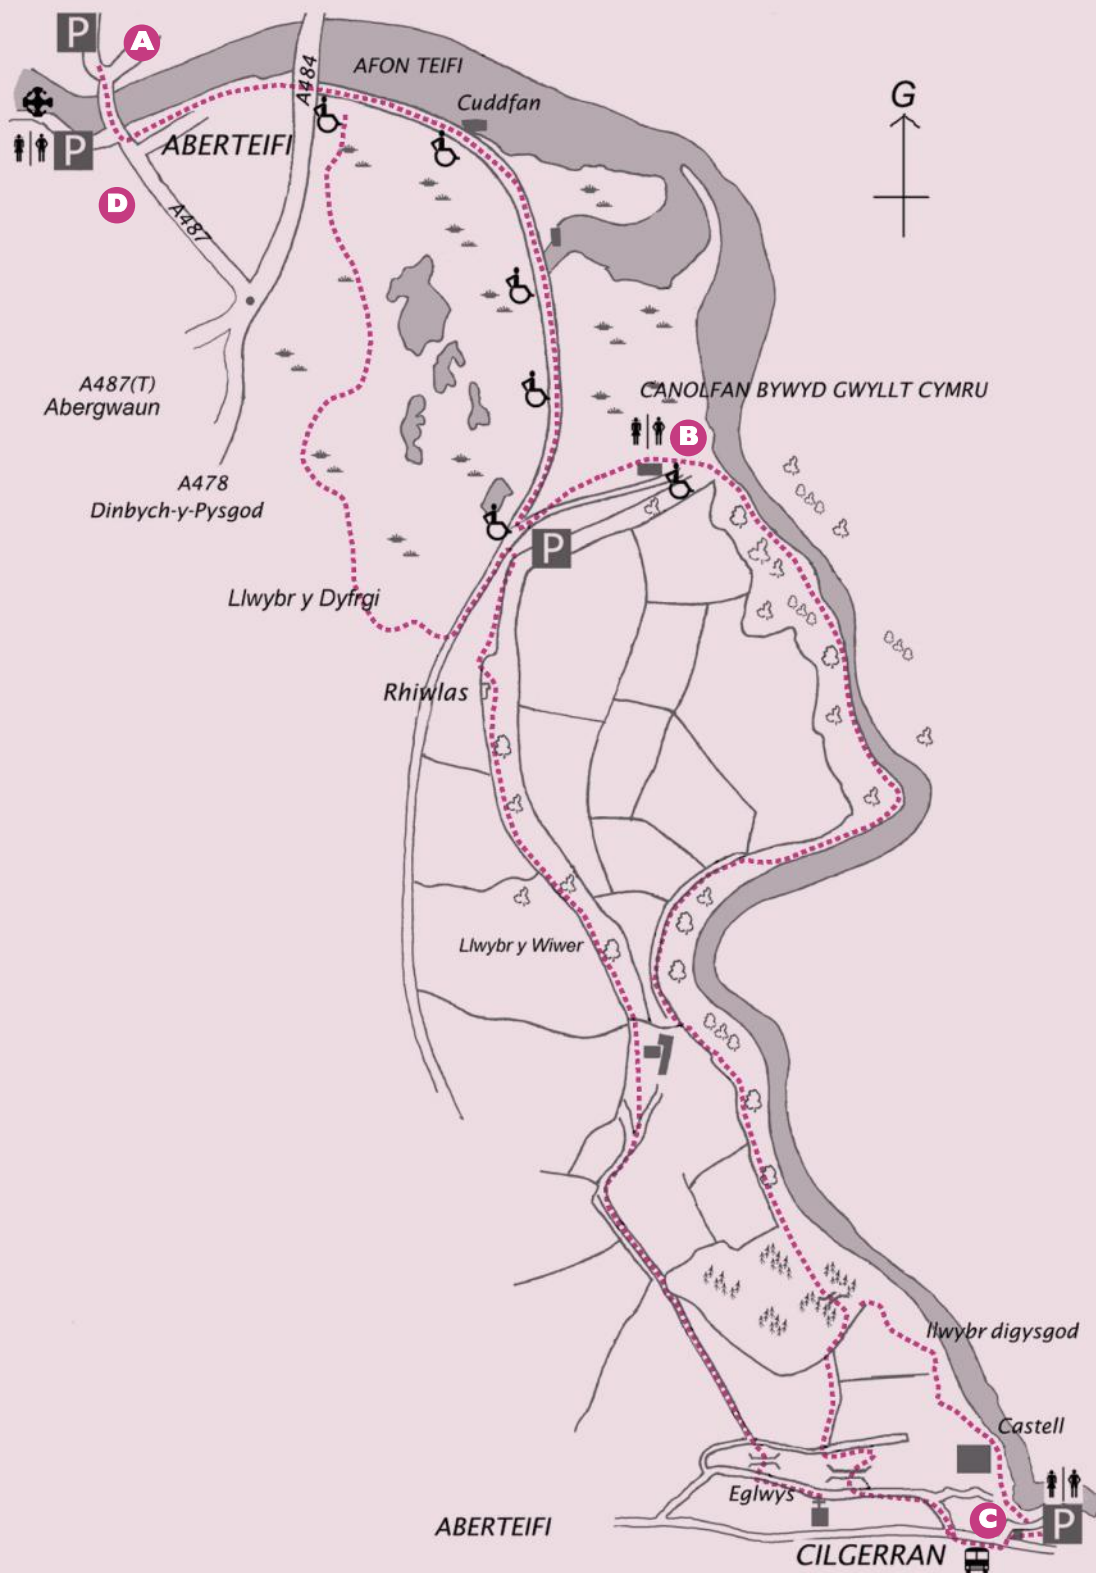 P
A
A484
AFON TEIFI
Cuddfan
G
P
ABERTEIFI
D
A487
A487(T)
Abergwaun
CANOLFAN BYWYD GWYLLT CYMRU
B
A478
Dinbych-y-Pysgod
P
Llwybr y Dyfrgi
Rhiwlas
Llwybr y Wiwer
llwybr digysgod
Castell
Eglwys
C
P
ABERTEIFI
CILGERRAN